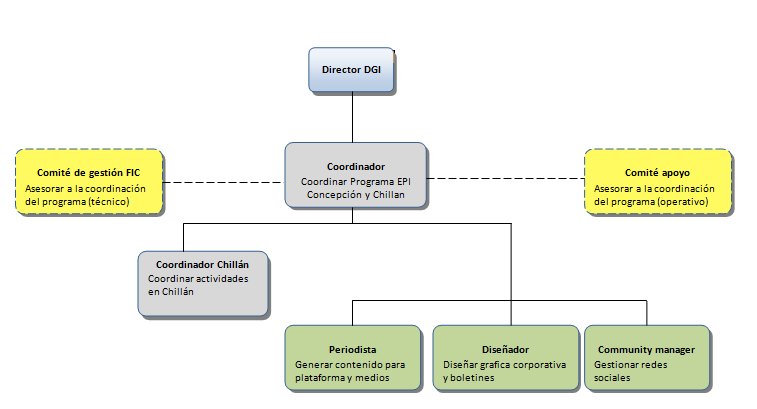 Director DGI
Comité de gestión FIC
Asesorar a la coordinación
del programa (técnico)
Coordinador
Coordinar Programa EPI
Concepción y Chillan
Comité apoyo
Asesorar a la coordinación
del programa (operativo)
Coordinador Chillán
Coordinar actividades
en Chillán
Periodista
Generar contenido para
plataforma y medios
Diseñador
Diseñar grafica corporativa
y boletines
Community manager
Gestionar redes
sociales